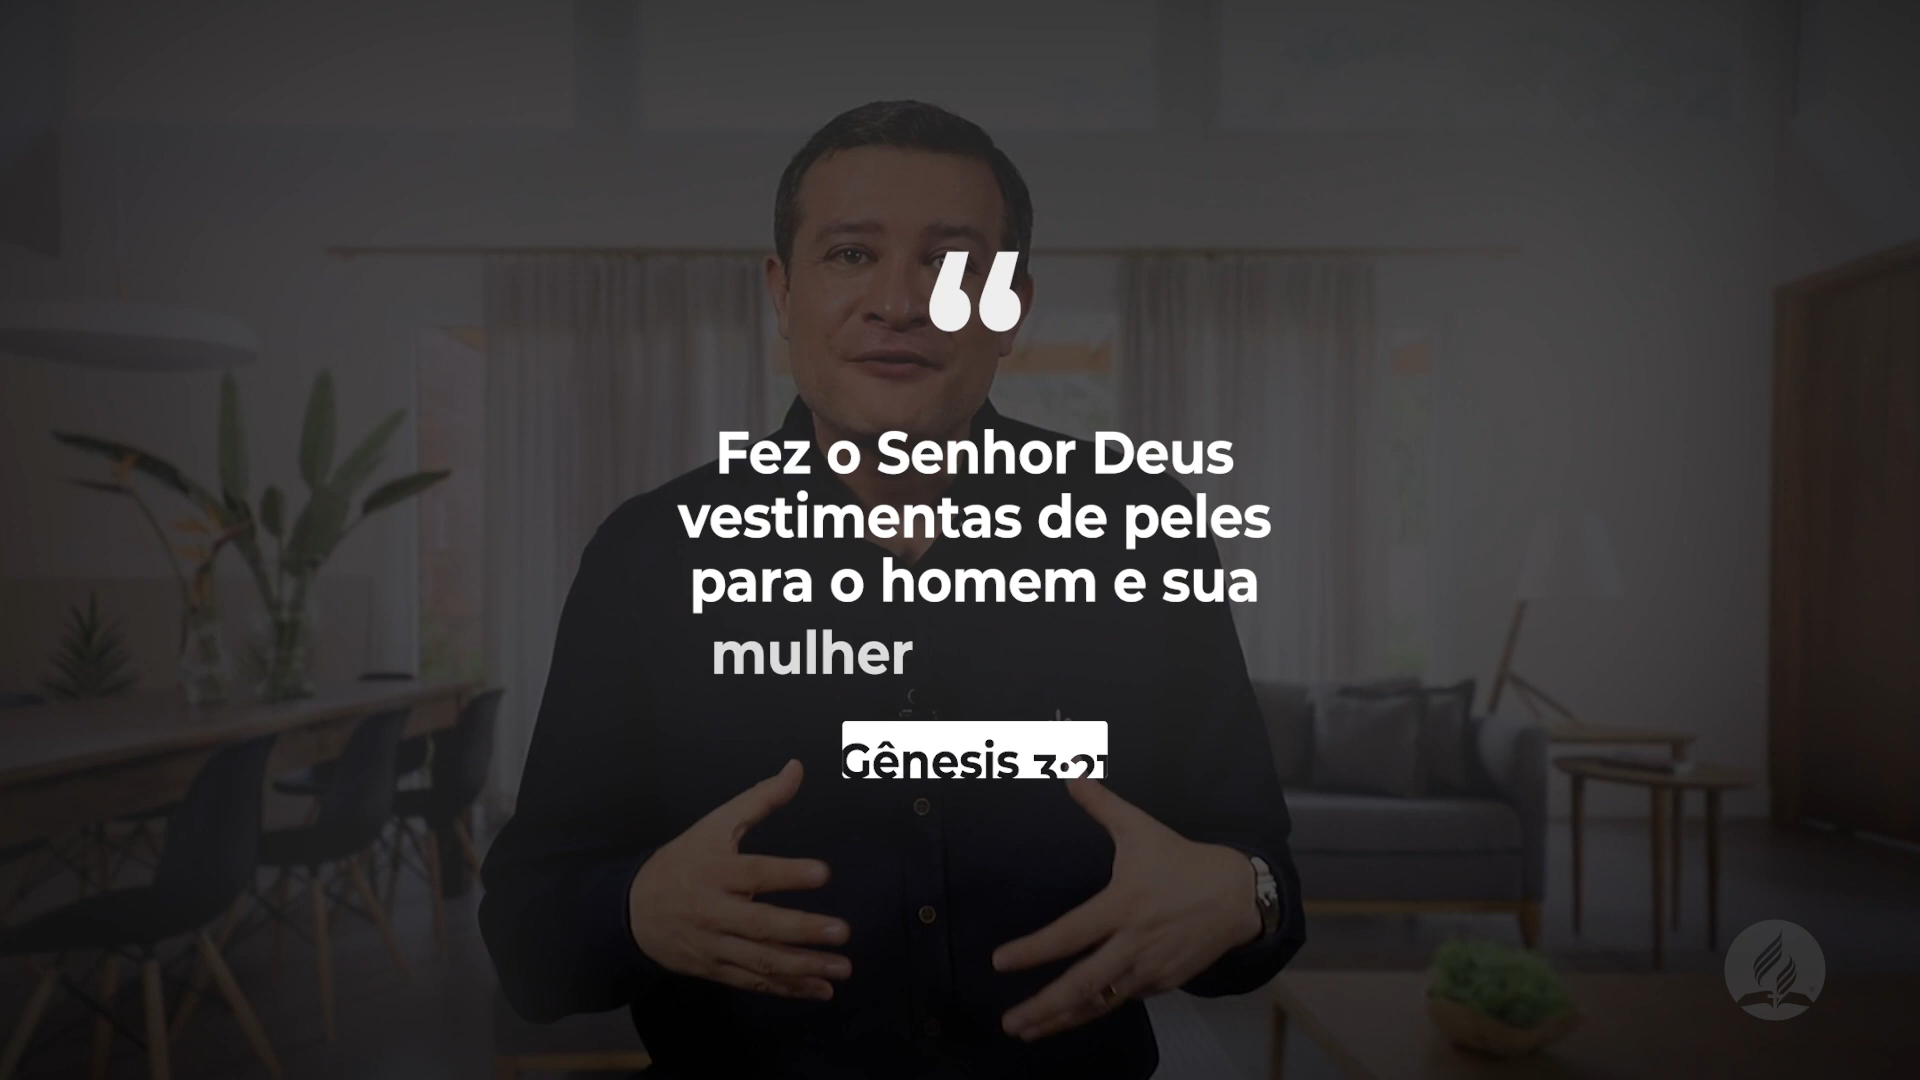 “
Fez o Senhor Deus
vestimentas de peles
para o homem e sua
mulher
Gênesis 3:21